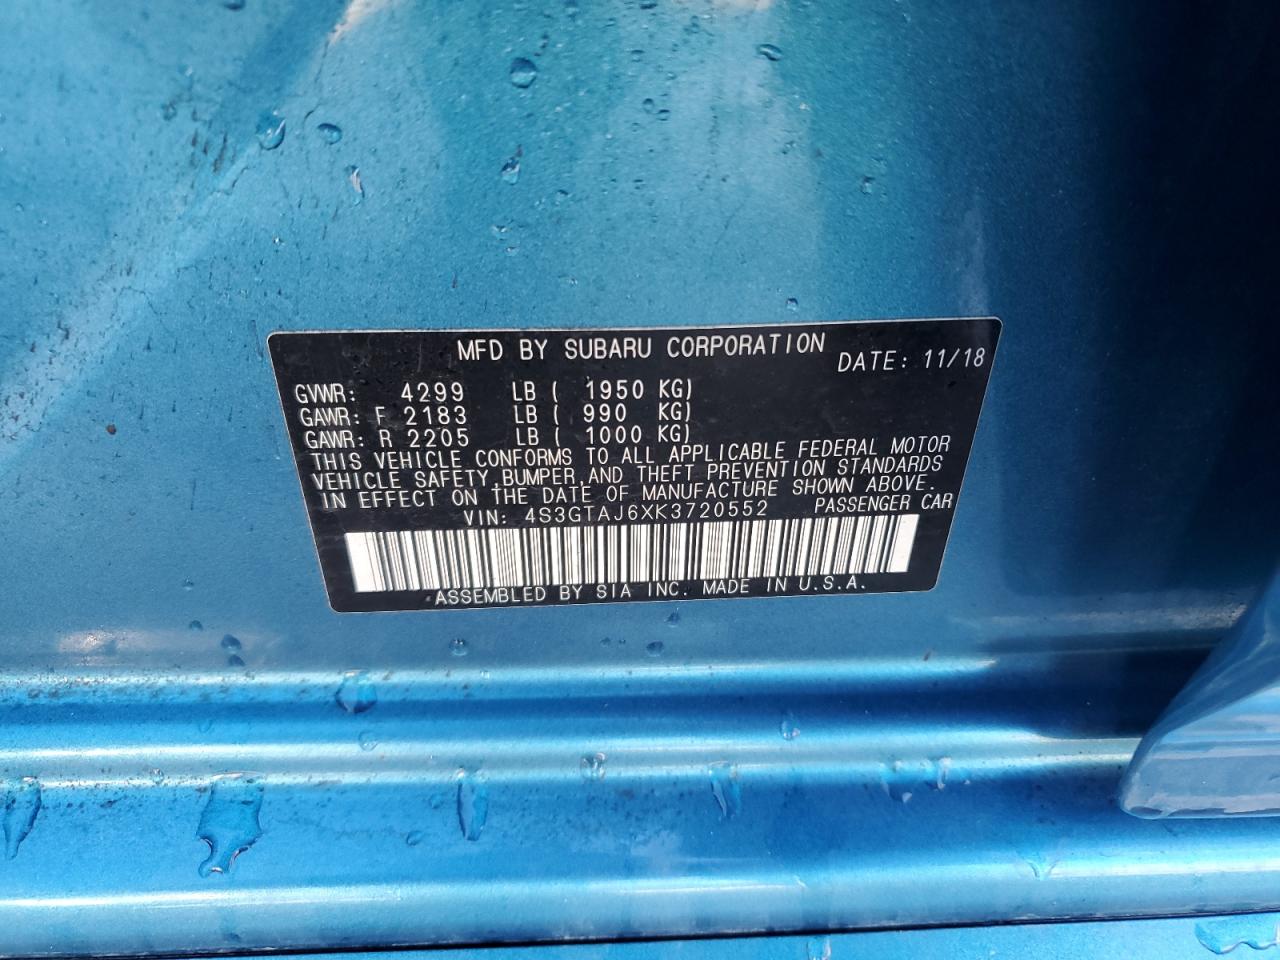 MFD BY SUBARU CORPORATION DATE: 11/18
GVWR: 4299 LB ( 1950 KG)
GAWR: F 2183 LB ( 990 KG)
GAWR: R 2205 LB ( 1000 KG)
THIS VEHICLE CONFORMS TO ALL APPLICABLE FEDERAL MOTOR
VEHICLE SAFETY,BUMPER,AND THEFT PREVENTION STANDARDS
IN EFFECT ON THE DATE OF MANUFACTURE SHOWN ABOVE.
VIN: 4S3GTAJ6XK3720552 PASSENGER CAR
ASSEMBLED BY SIA INC. MADE IN U.S.A.